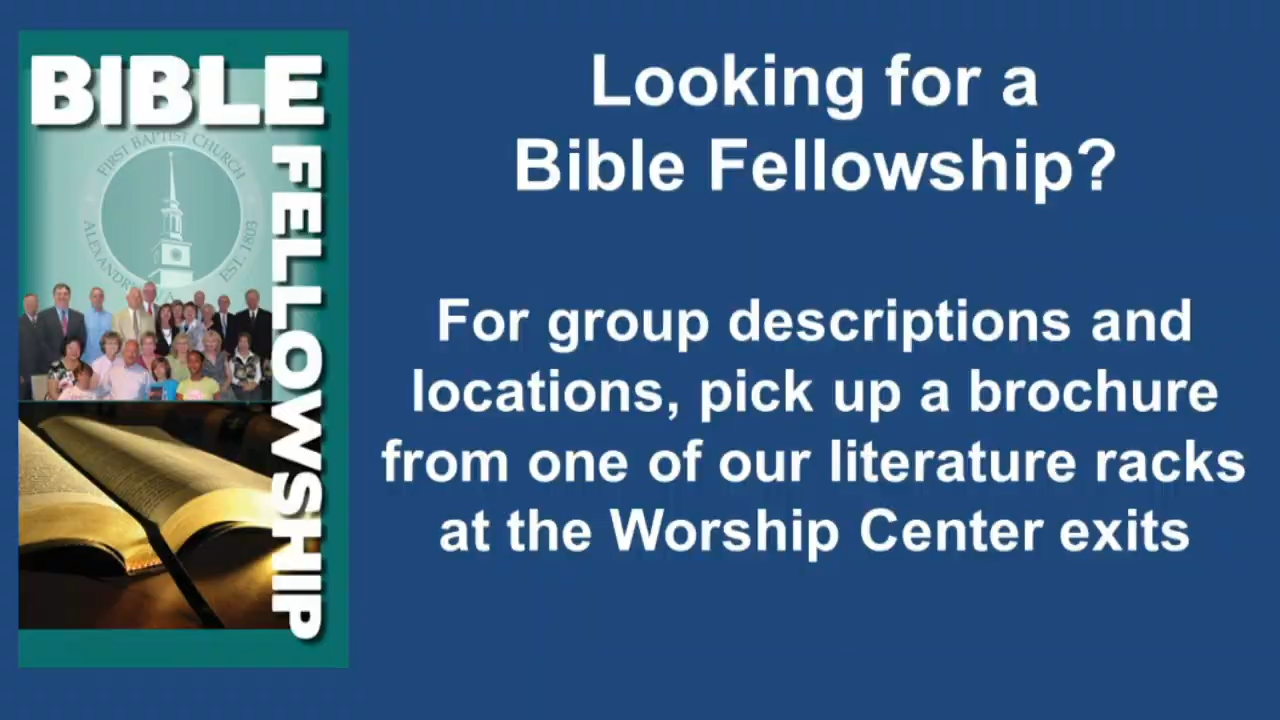 BIBLE
FELLOWSHIP
FIRST BAPTIST CHURCH
EST. 1803
Looking for a
Bible Fellowship?
For group descriptions and
locations, pick up a brochure
from one of our literature racks
at the Worship Center exits